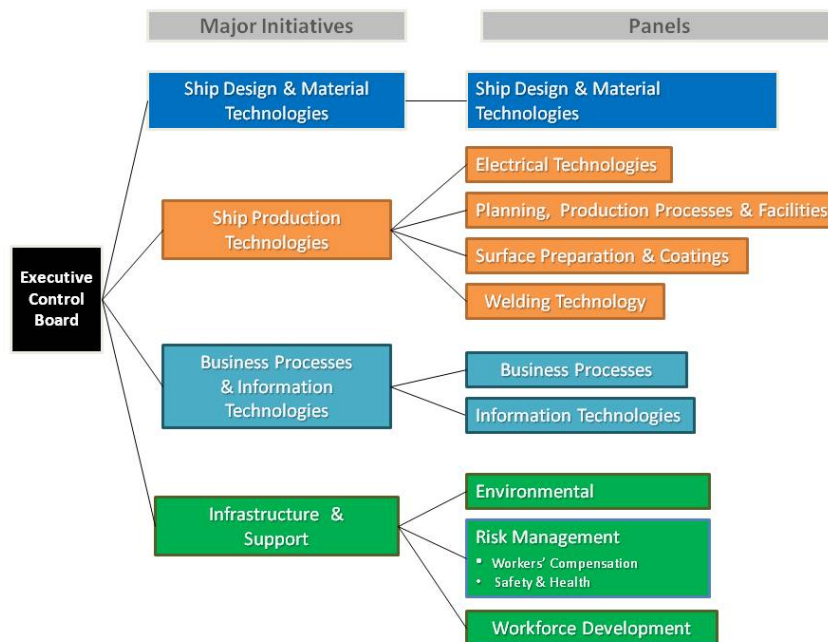 Major Initiatives
Panels
Executive
Control
Board
Ship Design & Material
Technologies
Ship Design & Material
Technologies
Ship Production
Technologies
Electrical Technologies
Planning, Production Processes & Facilities
Surface Preparation & Coatings
Welding Technology
Business Processes
& Information
Technologies
Business Processes
Information Technologies
Infrastructure &
Support
Environmental
Risk Management
▪ Workers' Compensation
• Safety & Health
Workforce Development